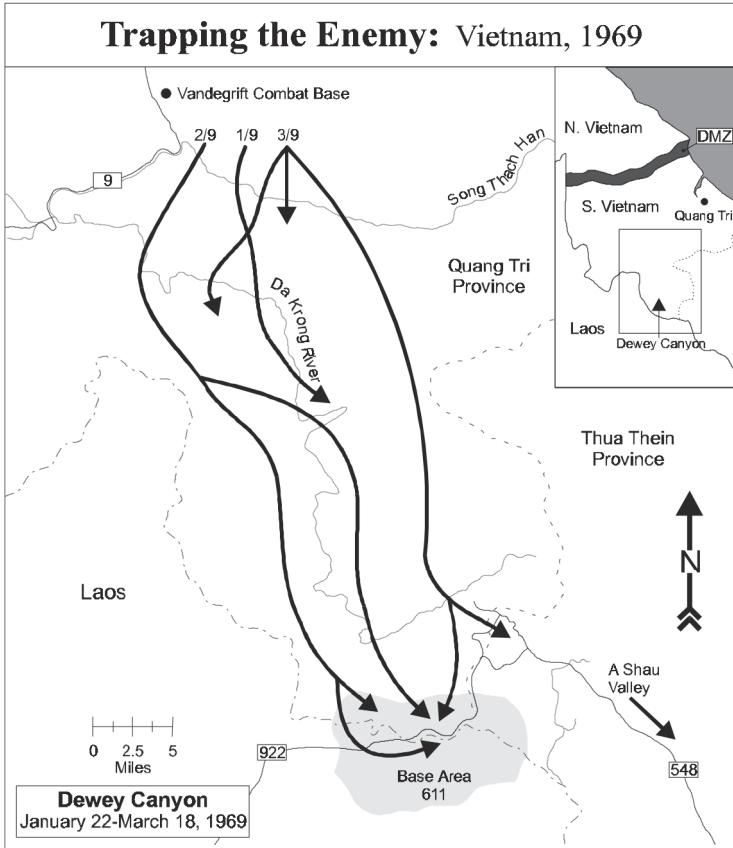 Trapping the Enemy: Vietnam, 1969
Vandegrift Combat Base
2/9
1/9
3/9
9
Song Thach Han
Da Krong River
Quang Tri
Province
N. Vietnam
DMZ
S. Vietnam
Quang Tri
Laos
Dewey Canyon
Thua Thein
Province
N
Laos
A Shau
Valley
548
0 2.5 5
Miles
922
Base Area
611
Dewey Canyon
January 22-March 18, 1969